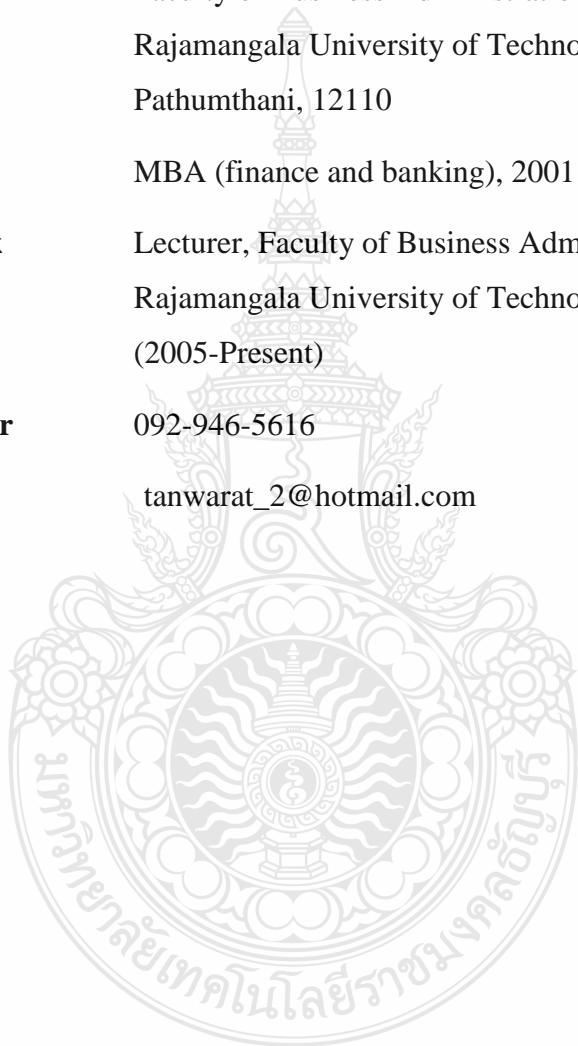 Rajamangala University of Techno
Pathumthani, 12110
MBA (finance and banking), 2001
Lecturer, Faculty of Business Adm
Rajamangala University of Techno
(2005-Present)
r 092-946-5616
tanwarat_2@hotmail.com
มหาวิทยาลัยเทคโนโลยีราชมงคลธัญบุรี